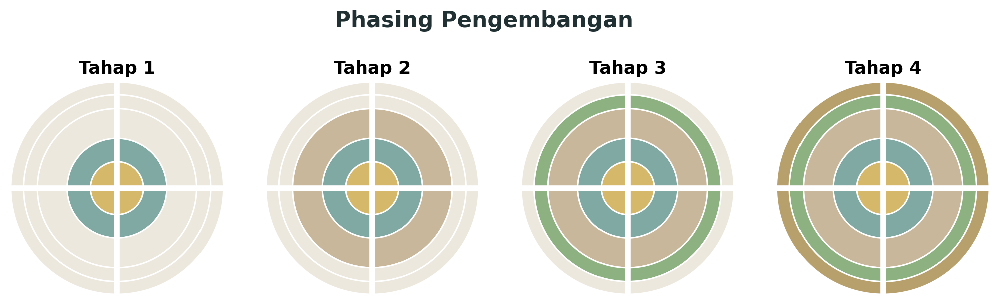 Phasing Pengembangan
Tahap 1
Tahap 2
Tahap 3
Tahap 4